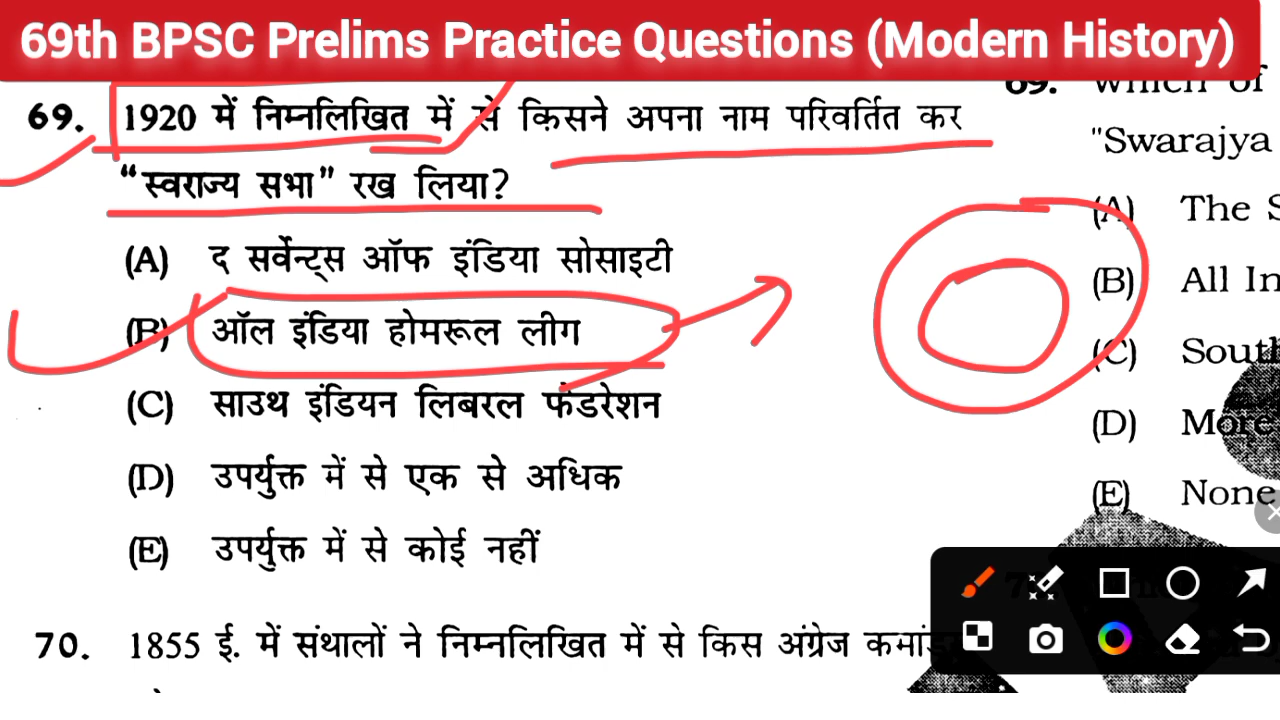 69th BPSC Prelims Practice Questions (Modern History)
69. 1920 में निम्नलिखित में से किसने अपना नाम परिवर्तित कर
"स्वराज्य सभा" रख लिया?
(A) द सर्वेन्ट्स ऑफ इंडिया सोसाइटी
(B) ऑल इंडिया होमरूल लीग
(C) साउथ इंडियन लिबरल फेडरेशन
(D) उपर्युक्त में से एक से अधिक
(E) उपर्युक्त में से कोई नहीं
70. 1855 ई. में संथालों ने निम्नलिखित में से किस अंग्रेज
69. Which of
"Swarajya
(A) The S
(B) All In
(C) South
(D) More
(E) None